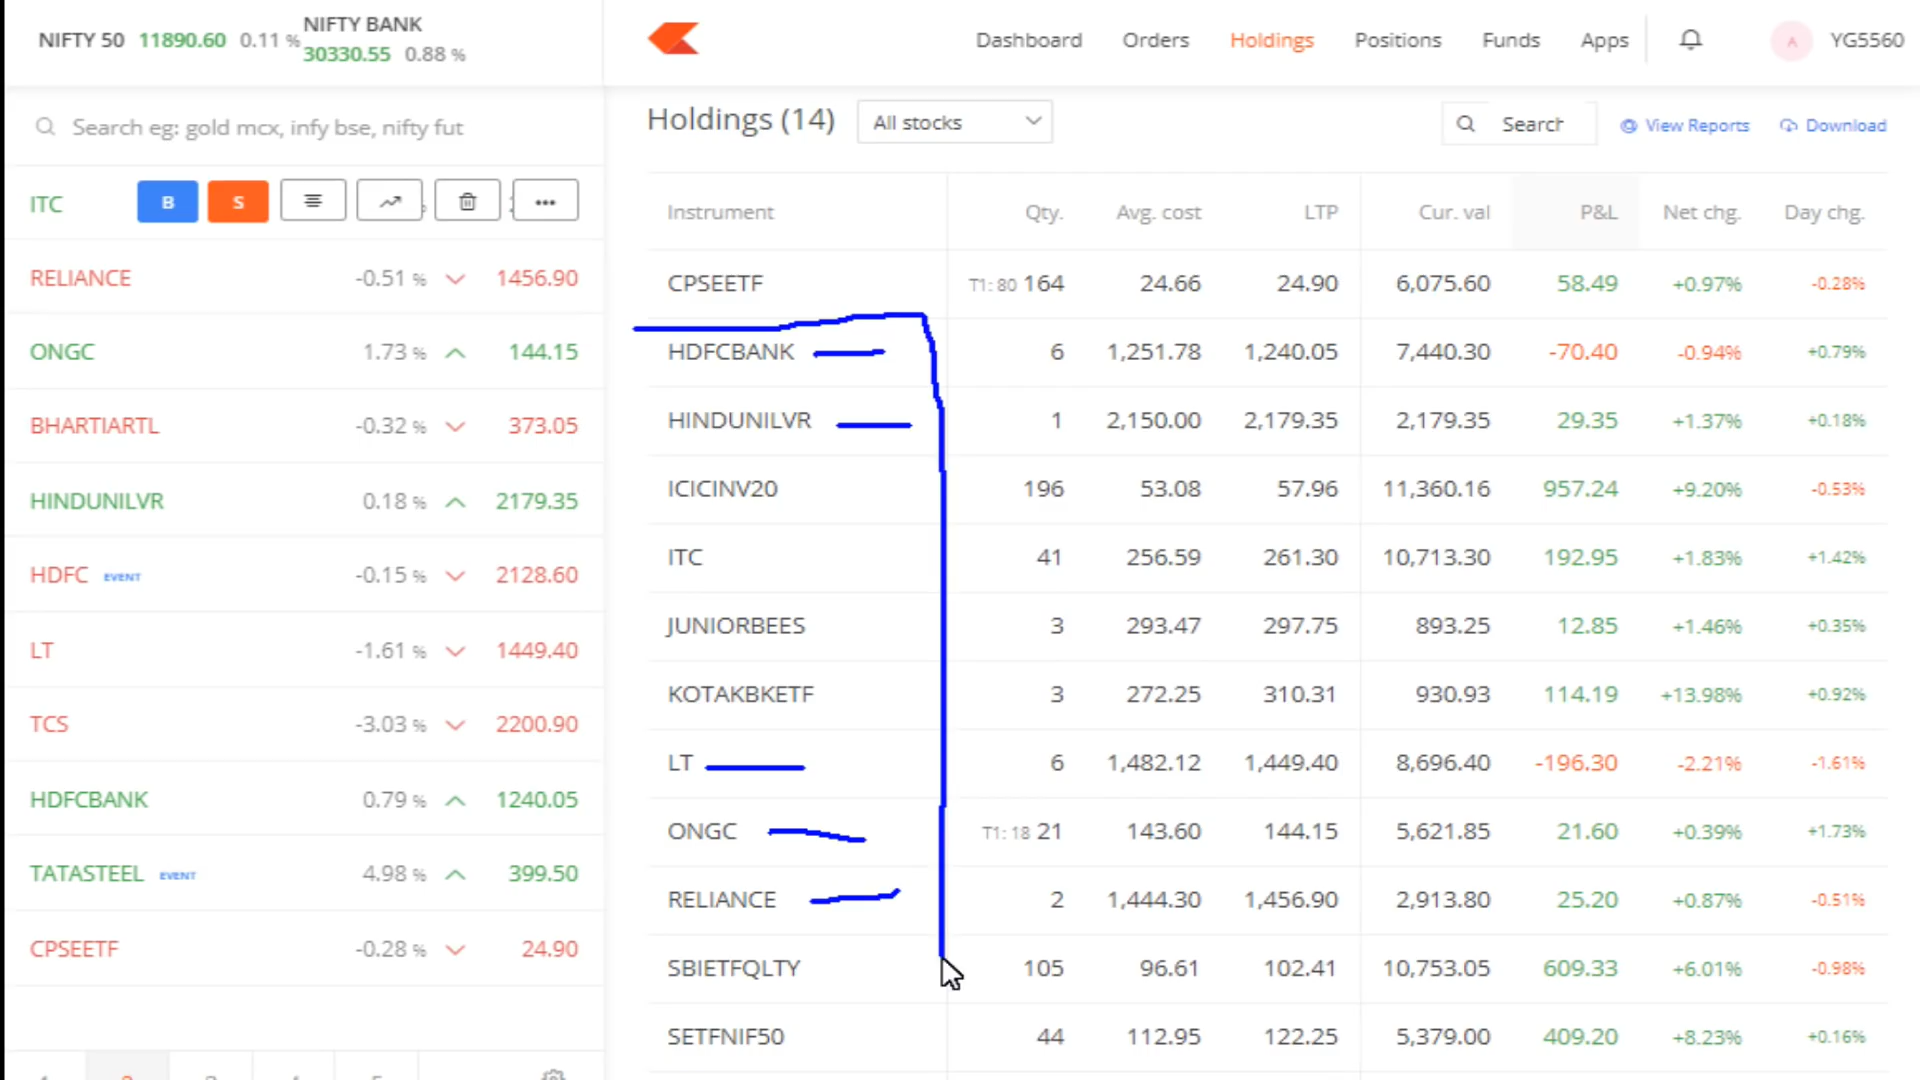 NIFTY 50 11890.60 0.11 %
NIFTY BANK
30330.55 0.88 %
Dashboard Orders Holdings Positions Funds Apps A YG5560
Search eg: gold mcx, infy bse, nifty fut
ITC B S
RELIANCE -0.51 % 1456.90
ONGC 1.73 % 144.15
BHARTIARTL -0.32 % 373.05
HINDUNILVR 0.18 % 2179.35
HDFC EVENT -0.15 % 2128.60
LT -1.61 % 1449.40
TCS -3.03 % 2200.90
HDFCBANK 0.79 % 1240.05
TATASTEEL EVENT 4.98 % 399.50
CPSEETF -0.28 % 24.90
Holdings (14) All stocks Search View Reports Download
Instrument Qty. Avg. cost LTP Cur. val P&L Net chg. Day chg.
CPSEETF T1: 80 164 24.66 24.90 6,075.60 58.49 +0.97% -0.28%
HDFCBANK 6 1,251.78 1,240.05 7,440.30 -70.40 -0.94% +0.79%
HINDUNILVR 1 2,150.00 2,179.35 2,179.35 29.35 +1.37% +0.18%
ICICINV20 196 53.08 57.96 11,360.16 957.24 +9.20% -0.53%
ITC 41 256.59 261.30 10,713.30 192.95 +1.83% +1.42%
JUNIORBEES 3 293.47 297.75 893.25 12.85 +1.46% +0.35%
KOTAKBKETF 3 272.25 310.31 930.93 114.19 +13.98% +0.92%
LT 6 1,482.12 1,449.40 8,696.40 -196.30 -2.21% -1.61%
ONGC T1: 18 21 143.60 144.15 5,621.85 21.60 +0.39% +1.73%
RELIANCE 2 1,444.30 1,456.90 2,913.80 25.20 +0.87% -0.51%
SBIETFQLTY 105 96.61 102.41 10,753.05 609.33 +6.01% -0.98%
SETFNIF50 44 112.95 122.25 5,379.00 409.20 +8.23% +0.16%